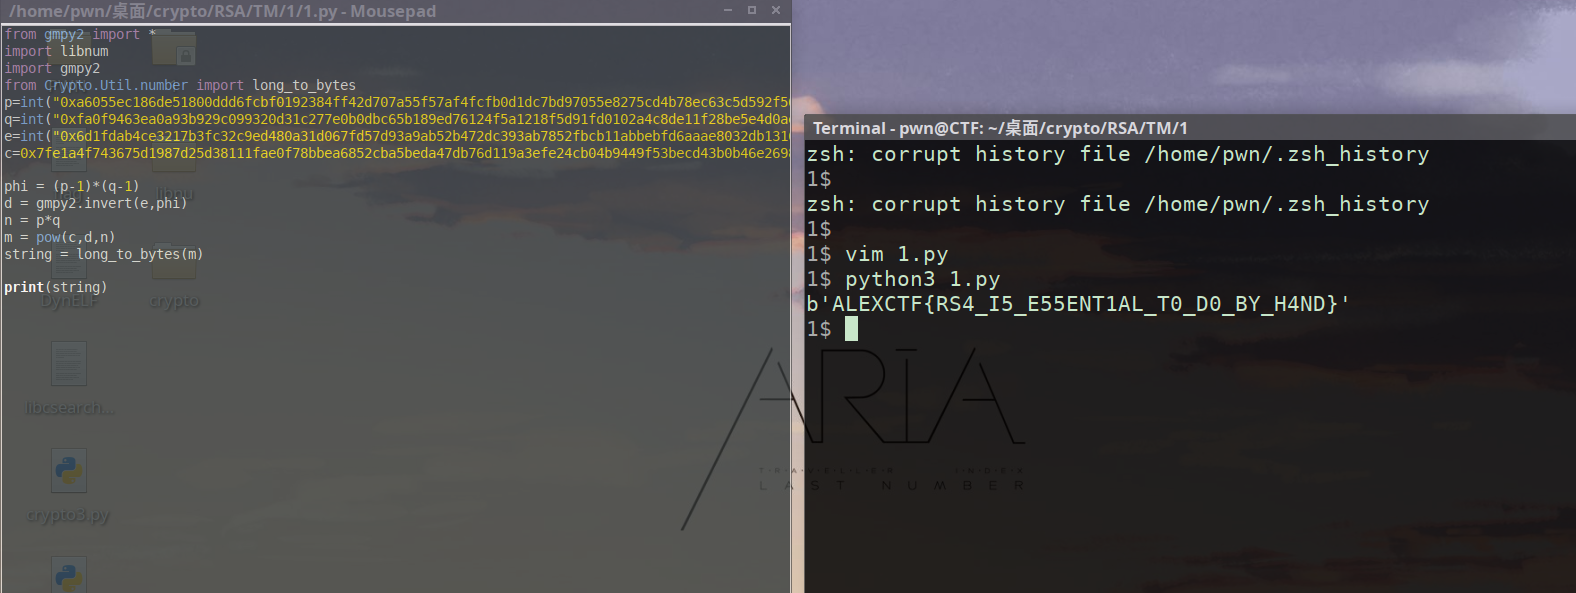 /home/pwn/桌面/crypto/RSA/TM/1/1.py - Mousepad
from gmpy2 import *
import libnum
import gmpy2
from Crypto.Util.number import long_to_bytes
p=int("0xa6055ec186de51800ddd6fcbf0192384ff42d707a55f57af4fcfb0d1dc7bd97055e8275cd4b78ec63c5d592f5
q=int("0xfa0f9463ea0a93b929c099320d31c277e0b0dbc65b189ed76124f5a1218f5d91fd0102a4c8de11f28be5e4d0a
e=int("0x6d1fdab4ce3217b3fc32c9ed480a31d067fd57d93a9ab52b472dc393ab7852fbcb11abbebfd6aaae8032db131
c=0x7fe1a4f743675d1987d25d38111fae0f78bbea6852cba5beda47db76d119a3efe24cb04b9449f53becd43b0b46e269
phi = (p-1)*(q-1)
d = gmpy2.invert(e,phi)
n = p*q
m = pow(c,d,n)
string = long_to_bytes(m)
print(string)
libnu
DynELF
crypto
libcsearch...
crypto3.py
Terminal - pwn@CTF: ~/桌面/crypto/RSA/TM/1
zsh: corrupt history file /home/pwn/.zsh_history
1$
zsh: corrupt history file /home/pwn/.zsh_history
1$
1$ vim 1.py
1$ python3 1.py
b'ALEXCTF{RS4_I5_E55ENT1AL_T0_D0_BY_H4ND}'
1$
ARIA
TRAVELLER INDEX
LAST NUMBER